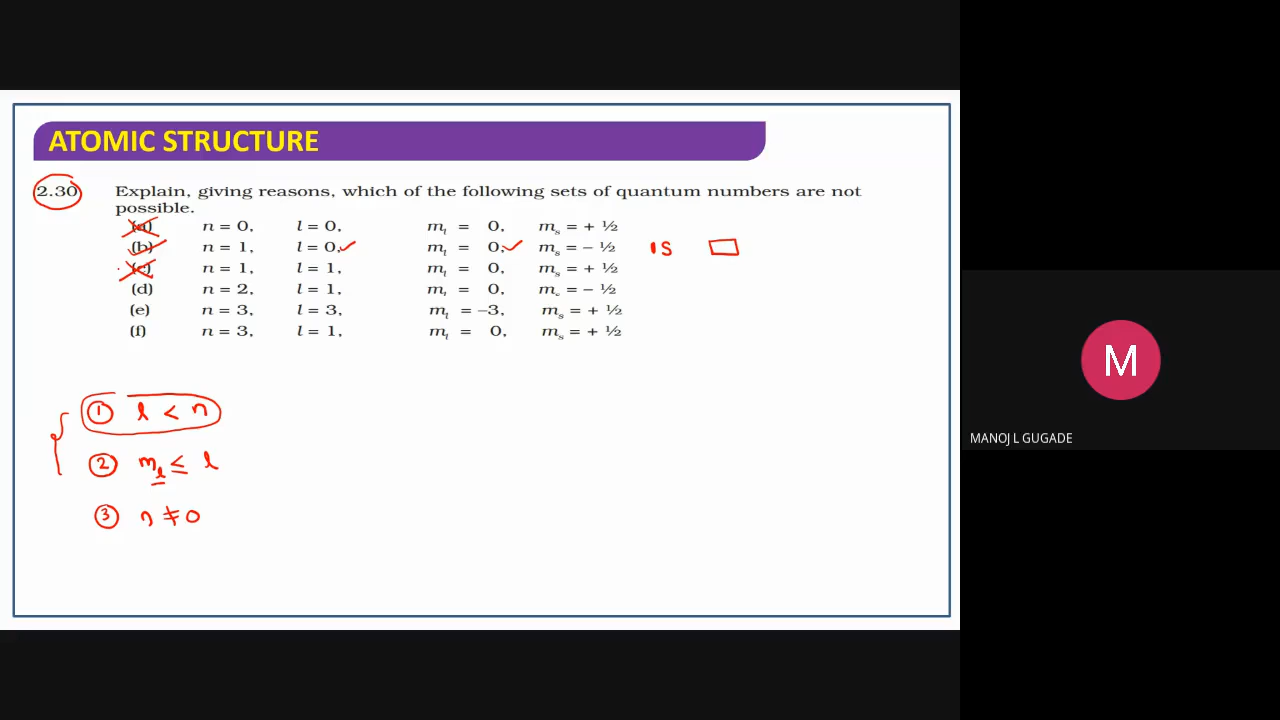 ATOMIC STRUCTURE
2.30 Explain, giving reasons, which of the following sets of quantum numbers are not
possible.
(a) n = 0, l = 0, mₗ = 0, mₛ = + ½
(b) n = 1, l = 0, mₗ = 0, mₛ = – ½ 1s
(c) n = 1, l = 1, mₗ = 0, mₛ = + ½
(d) n = 2, l = 1, mₗ = 0, mₛ = – ½
(e) n = 3, l = 3, mₗ = –3, mₛ = + ½
(f) n = 3, l = 1, mₗ = 0, mₛ = + ½
① l < n
② mₗ ≤ l
③ n ≠ 0
M
MANOJ L GUGADE